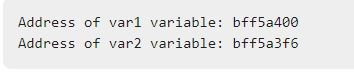 Address of var1 variable: bff5a400
Address of var2 variable: bff5a3f6